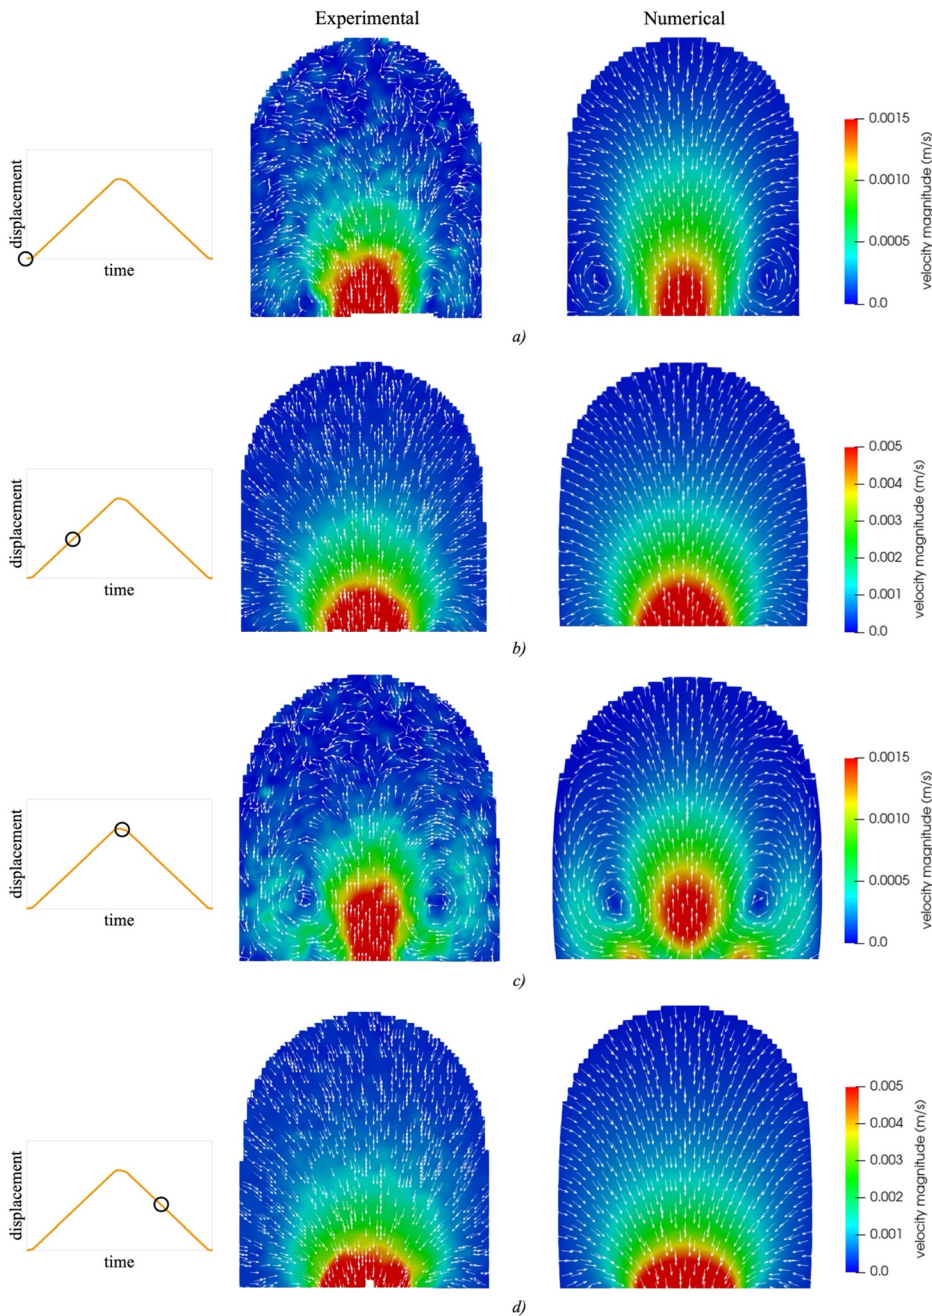 Experimental
Numerical
displacement
time
0.0015
0.0010
0.0005
0.0
velocity magnitude (m/s)
a)
displacement
time
0.005
0.004
0.003
0.002
0.001
0.0
velocity magnitude (m/s)
b)
displacement
time
0.0015
0.0010
0.0005
0.0
velocity magnitude (m/s)
c)
displacement
time
0.005
0.004
0.003
0.002
0.001
0.0
velocity magnitude (m/s)
d)